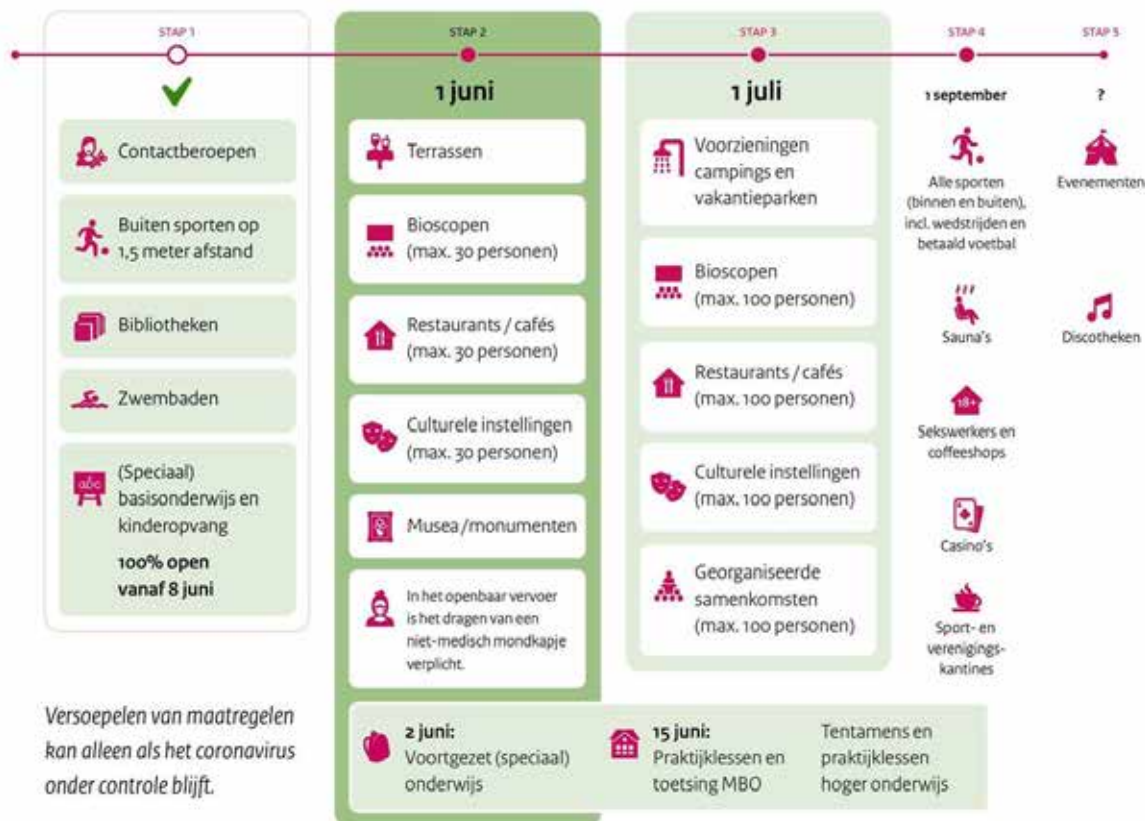 STAP 1
Contactberoepen
Buiten sporten op
1,5 meter afstand
Bibliotheken
Zwembaden
abc
(Speciaal)
basisonderwijs en
kinderopvang
100% open
vanaf 8 juni
STAP 2
1 juni
Terrassen
Bioscopen
(max. 30 personen)
Restaurants / cafés
(max. 30 personen)
Culturele instellingen
(max. 30 personen)
Musea/monumenten
In het openbaar vervoer
is het dragen van een
niet-medisch mondkapje
verplicht.
STAP 3
1 juli
Voorzieningen
campings en
vakantieparken
Bioscopen
(max. 100 personen)
Restaurants / cafés
(max. 100 personen)
Culturele instellingen
(max. 100 personen)
Georganiseerde
samenkomsten
(max. 100 personen)
STAP 4
1 september
Alle sporten
(binnen en buiten),
incl. wedstrijden en
betaald voetbal
Sauna's
18+
Sekswerkers en
coffeeshops
Casino's
Sport- en
verenigings-
kantines
STAP 5
?
Evenementen
Discotheken
Versoepelen van maatregelen
kan alleen als het coronavirus
onder controle blijft.
2 juni:
Voortgezet (speciaal)
onderwijs
15 juni:
Praktijklessen en
toetsing MBO
Tentamens en
praktijklessen
hoger onderwijs